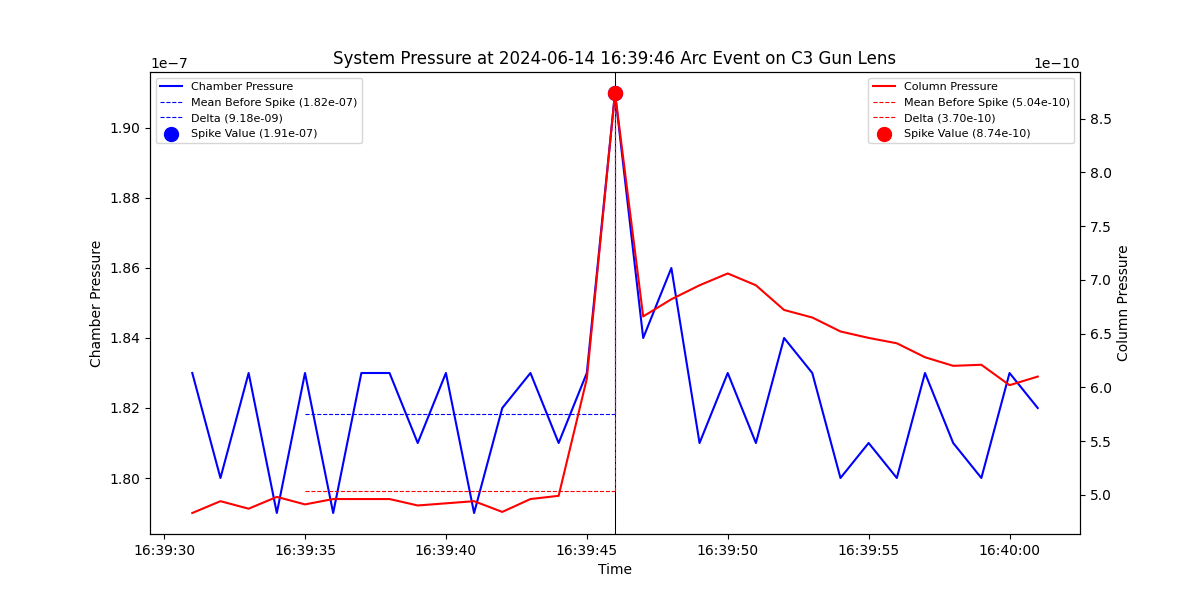 System Pressure at 2024-06-14 16:39:46 Arc Event on C3 Gun Lens
1e−7
1e−10
Chamber Pressure
Mean Before Spike (1.82e-07)
Delta (9.18e-09)
Spike Value (1.91e-07)
Column Pressure
Mean Before Spike (5.04e-10)
Delta (3.70e-10)
Spike Value (8.74e-10)
1.90
1.88
1.86
1.84
1.82
1.80
Chamber Pressure
8.5
8.0
7.5
7.0
6.5
6.0
5.5
5.0
Column Pressure
16:39:30
16:39:35
16:39:40
16:39:45
16:39:50
16:39:55
16:40:00
Time